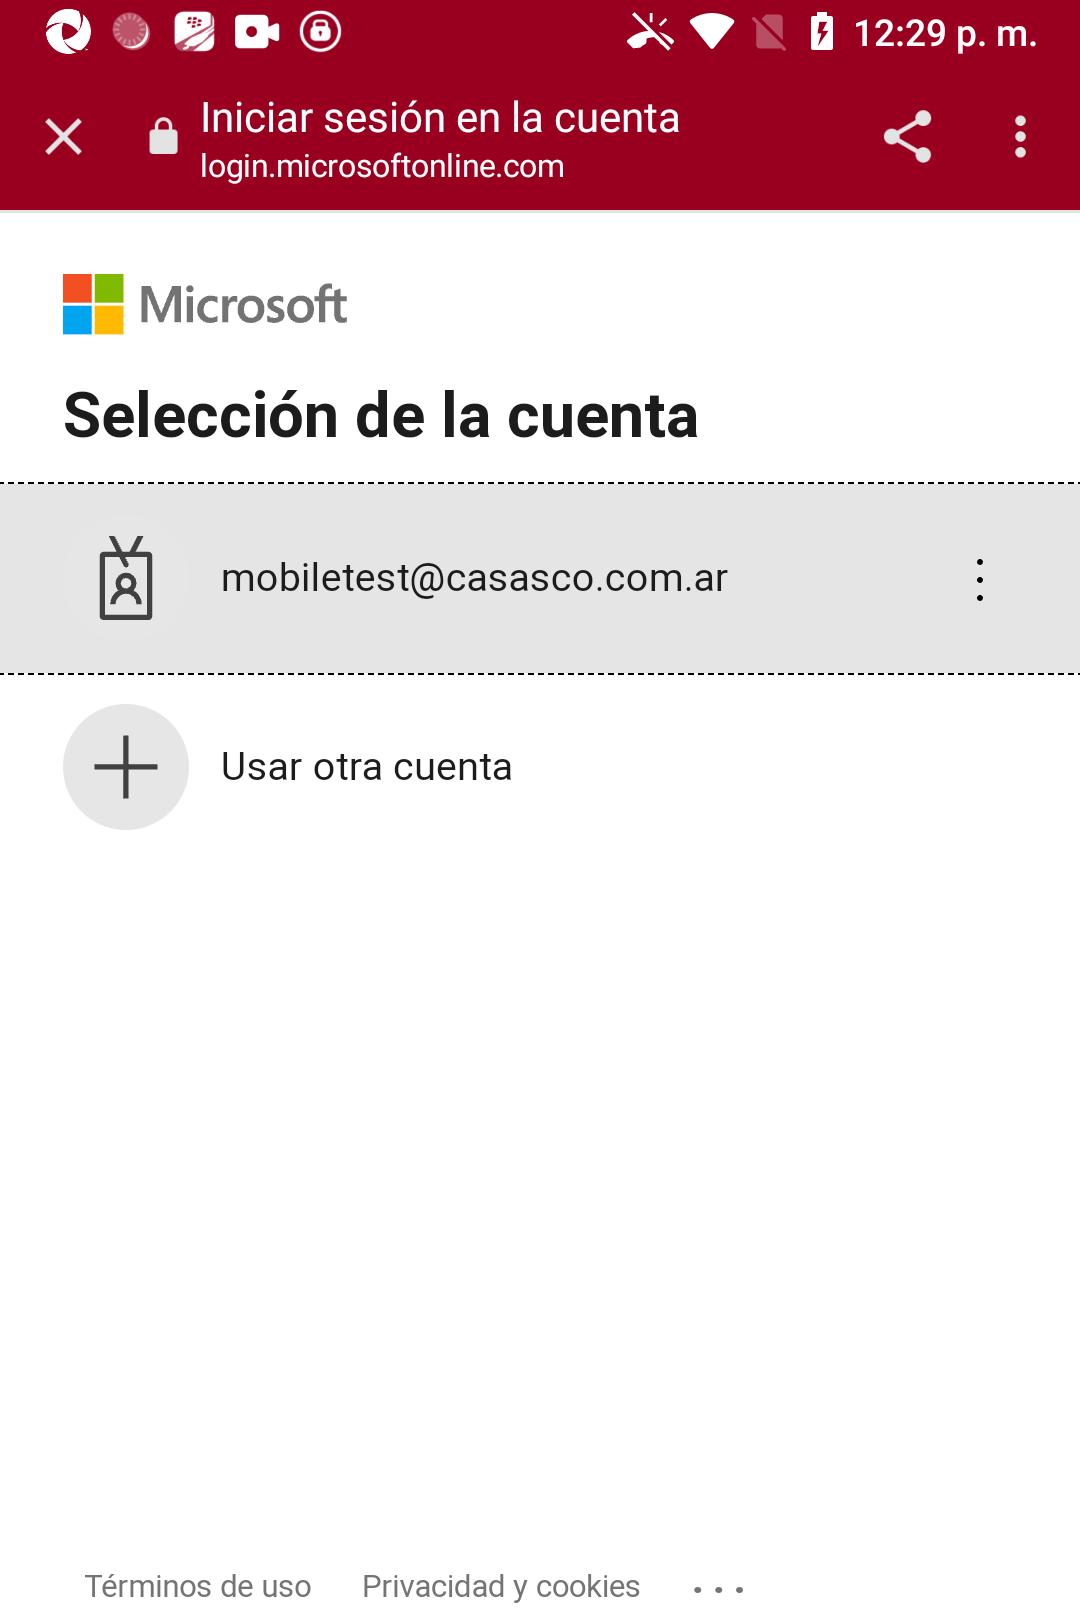 12:29 p. m.
Iniciar sesión en la cuenta
login.microsoftonline.com
Microsoft
Selección de la cuenta
mobiletest@casasco.com.ar
Usar otra cuenta
Términos de uso Privacidad y cookies ...